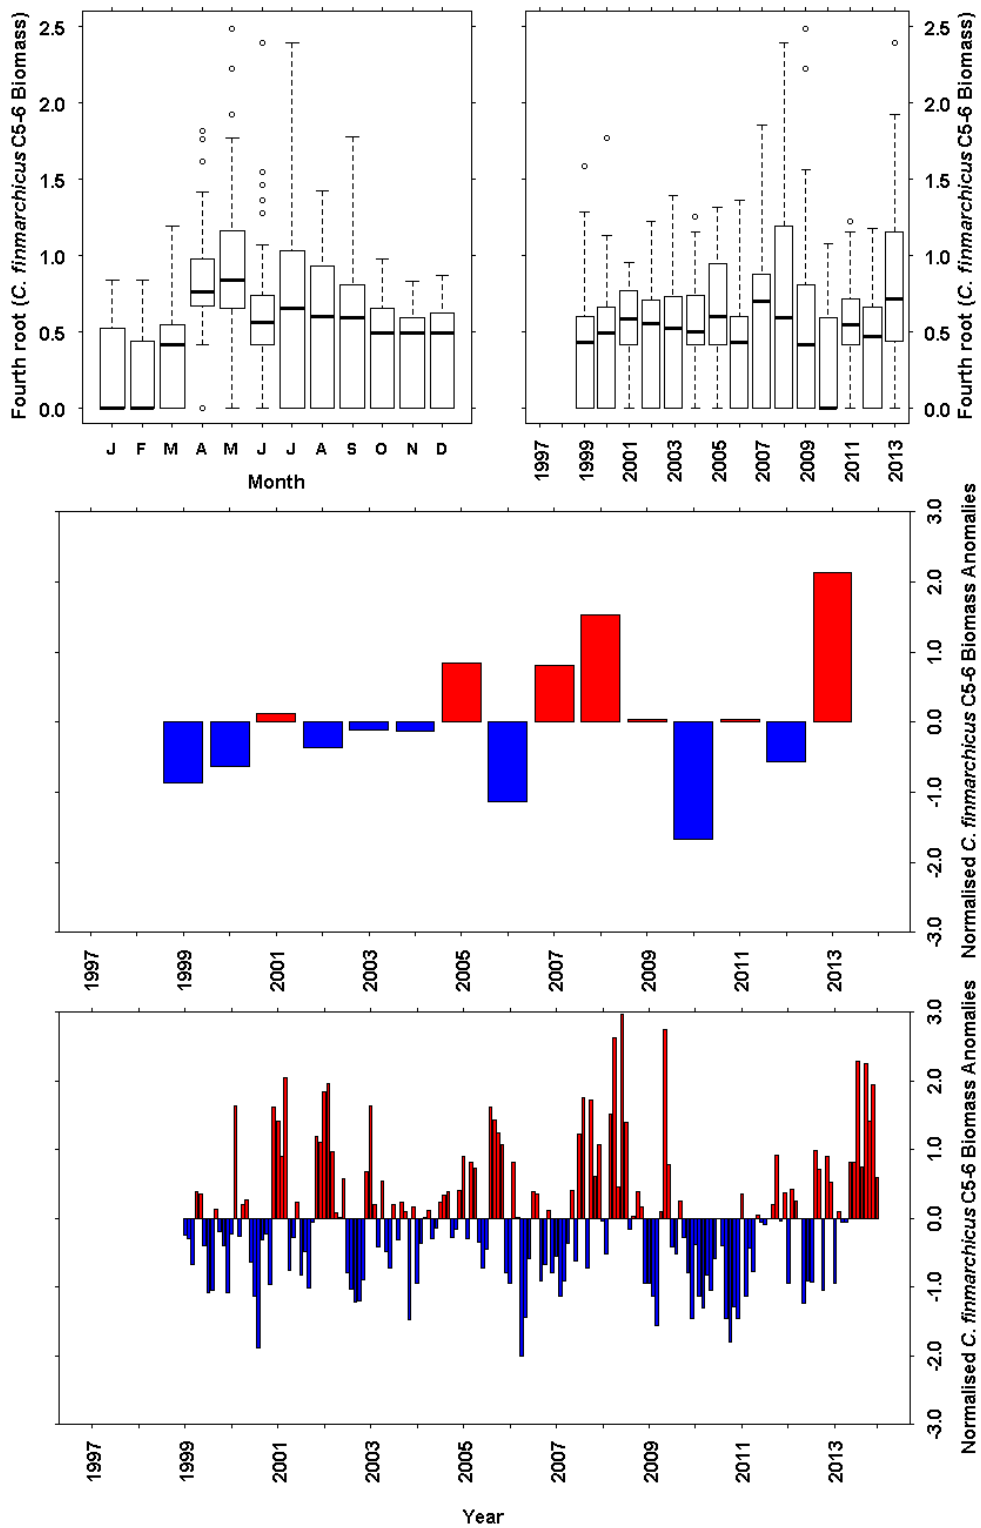 Fourth root (C. finmarchicus C5-6 Biomass)
2.5
2.0
1.5
1.0
0.5
0.0
J F M A M J J A S O N D
Month
2.5
2.0
1.5
1.0
0.5
0.0
Fourth root (C. finmarchicus C5-6 Biomass)
1997 1999 2001 2003 2005 2007 2009 2011 2013
3.0
2.0
1.0
0.0
-1.0
-2.0
-3.0
Normalised C. finmarchicus C5-6 Biomass Anomalies
1997 1999 2001 2003 2005 2007 2009 2011 2013
3.0
2.0
1.0
0.0
-1.0
-2.0
-3.0
Normalised C. finmarchicus C5-6 Biomass Anomalies
1997 1999 2001 2003 2005 2007 2009 2011 2013
Year